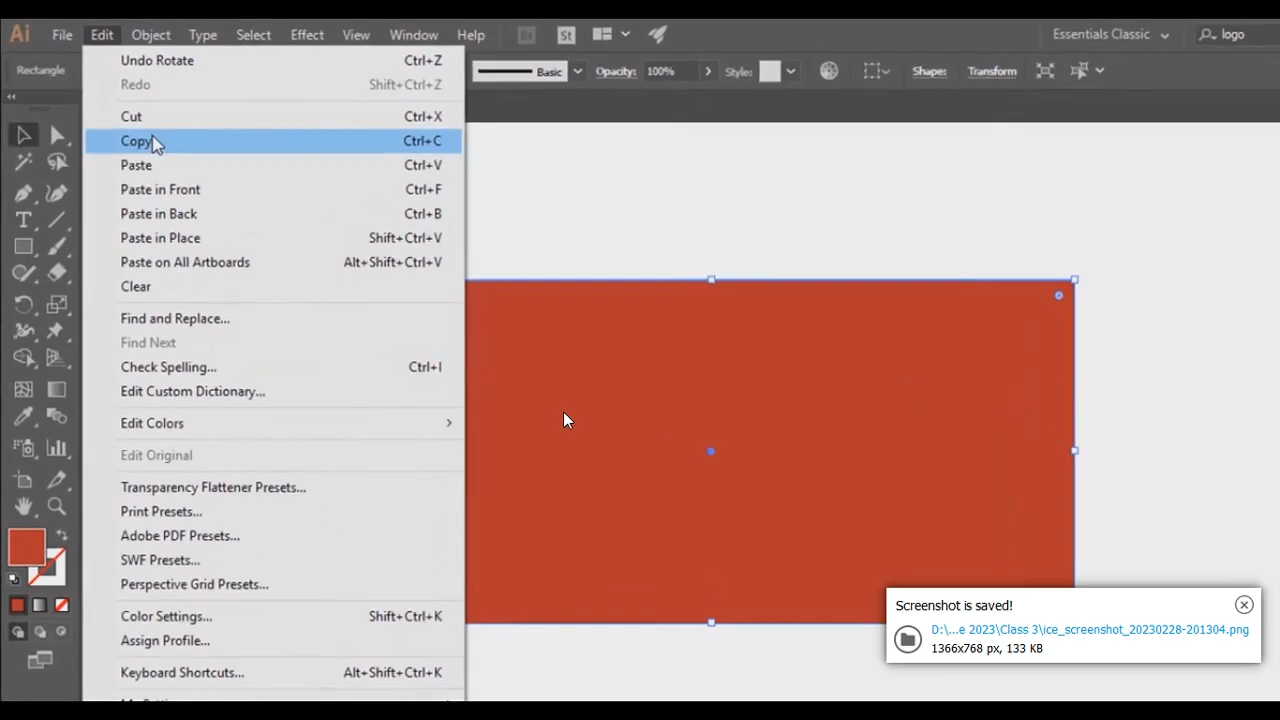 Ai File Edit Object Type Select Effect View Window Help Br St Essentials Classic logo
Rectangle Basic Opacity: 100% Style: Shape: Transform
Undo Rotate Ctrl+Z
Redo Shift+Ctrl+Z
Cut Ctrl+X
Copy Ctrl+C
Paste Ctrl+V
Paste in Front Ctrl+F
Paste in Back Ctrl+B
Paste in Place Shift+Ctrl+V
Paste on All Artboards Alt+Shift+Ctrl+V
Clear
Find and Replace...
Find Next
Check Spelling... Ctrl+I
Edit Custom Dictionary...
Edit Colors
Edit Original
Transparency Flattener Presets...
Print Presets...
Adobe PDF Presets...
SWF Presets...
Perspective Grid Presets...
Color Settings... Shift+Ctrl+K
Assign Profile...
Keyboard Shortcuts... Alt+Shift+Ctrl+K
Screenshot is saved!
D:\...e 2023\Class 3\ice_screenshot_20230228-201304.png
1366x768 px, 133 KB